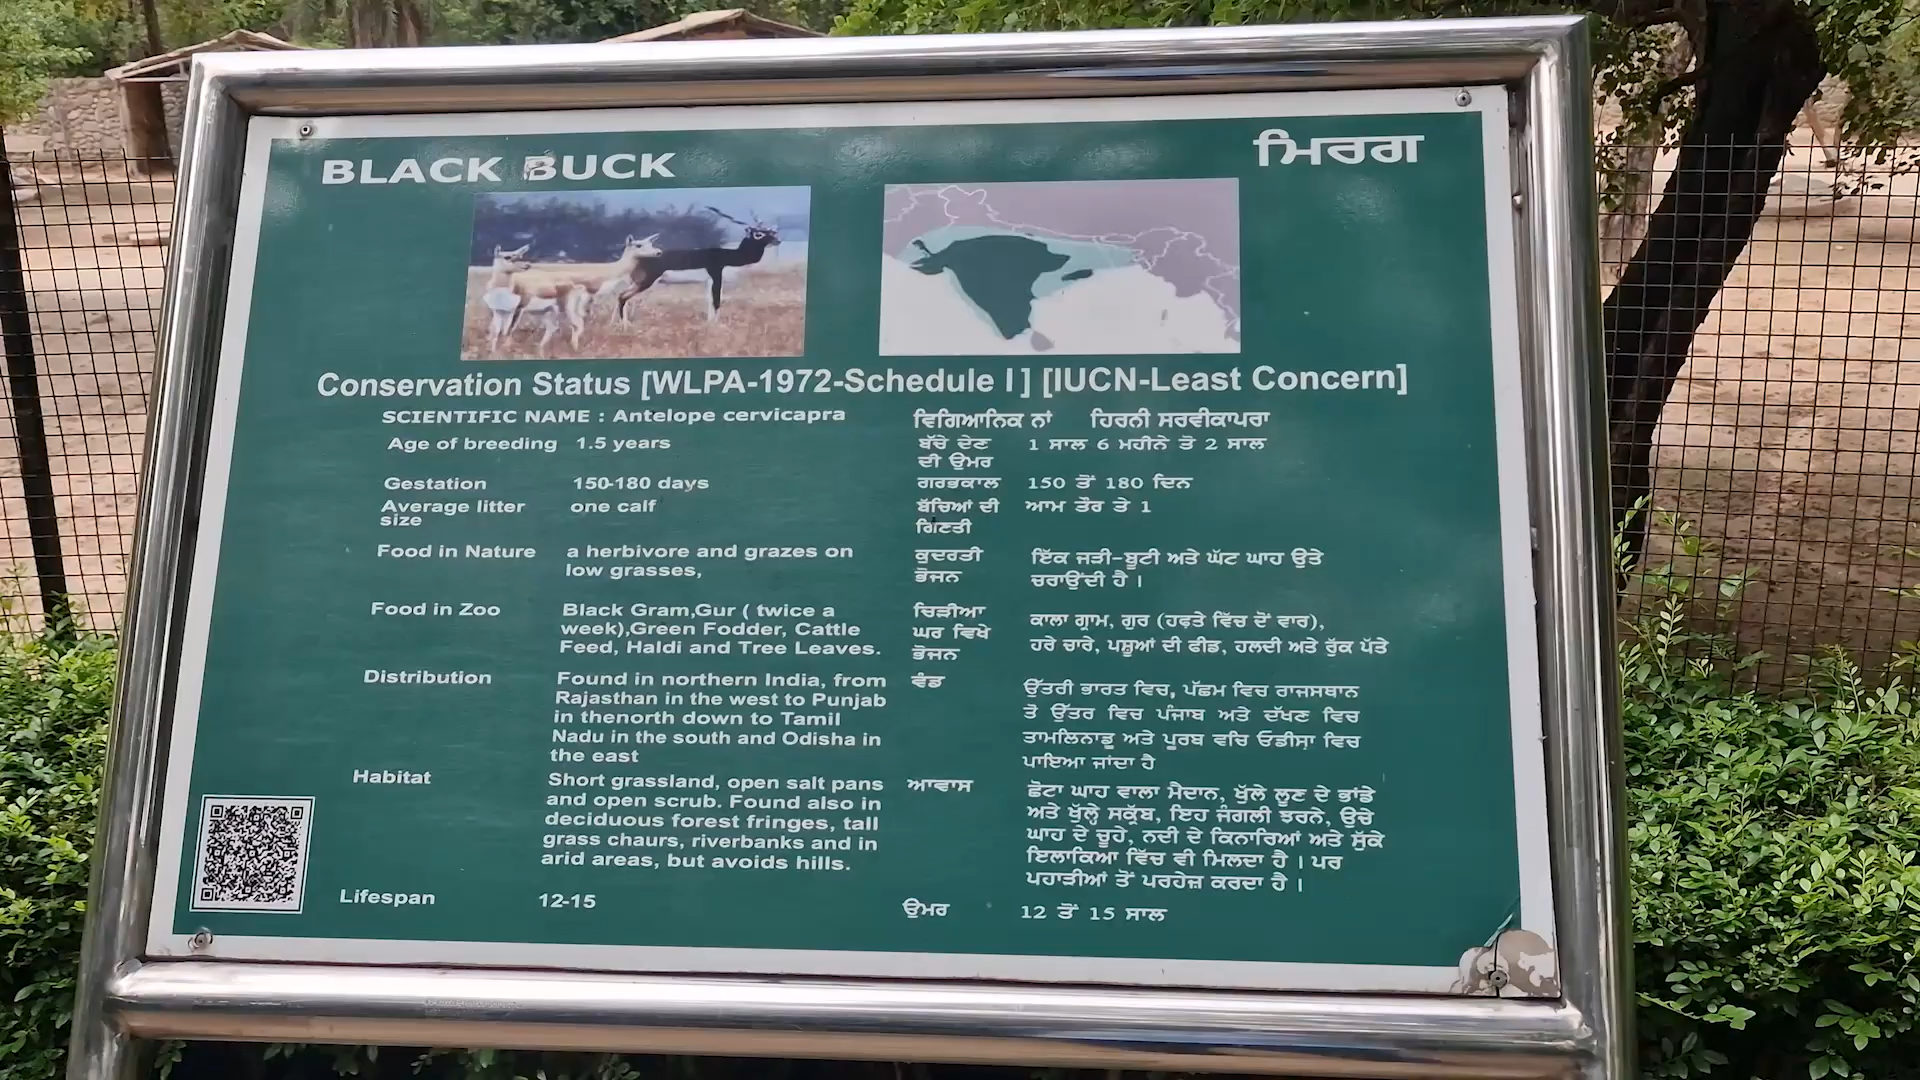 BLACK BUCK
ਮਿਰਗ
Conservation Status [WLPA-1972-Schedule I] [IUCN-Least Concern]
SCIENTIFIC NAME : Antelope cervicapra
Age of breeding 1.5 years
Gestation 150-180 days
Average litter one calf
size
Food in Nature a herbivore and grazes on
low grasses,
Food in Zoo Black Gram,Gur ( twice a
week),Green Fodder, Cattle
Feed, Haldi and Tree Leaves.
Distribution Found in northern India, from
Rajasthan in the west to Punjab
in thenorth down to Tamil
Nadu in the south and Odisha in
the east
Habitat Short grassland, open salt pans
and open scrub. Found also in
deciduous forest fringes, tall
grass chaurs, riverbanks and in
arid areas, but avoids hills.
Lifespan 12-15
ਵਿਗਿਆਨਿਕ ਨਾਂ ਹਿਰਨੀ ਸਰਵੀਕਾਪਰਾ
ਬੱਚੇ ਦੇਣ 1 ਸਾਲ 6 ਮਹੀਨੇ ਤੋ 2 ਸਾਲ
ਦੀ ਉਮਰ
ਗਰਭਕਾਲ 150 ਤੋਂ 180 ਦਿਨ
ਬੱਚਿਆਂ ਦੀ ਆਮ ਤੌਰ ਤੇ 1
ਗਿਣਤੀ
ਕੁਦਰਤੀ ਇੱਕ ਜੜੀ-ਬੂਟੀ ਅਤੇ ਘੱਟ ਘਾਹ ਉਤੇ
ਭੋਜਨ ਚਰਾਉਂਦੀ ਹੈ ।
ਚਿੜੀਆ ਕਾਲਾ ਗ੍ਰਾਮ, ਗੁਰ (ਹਫ਼ਤੇ ਵਿੱਚ ਦੋਂ ਵਾਰ),
ਘਰ ਵਿਖੇ ਹਰੇ ਚਾਰੇ, ਪਸ਼ੂਆਂ ਦੀ ਫੀਡ, ਹਲਦੀ ਅਤੇ ਰੁੱਕ ਪੱਤੇ
ਭੋਜਨ
ਵੰਡ ਉੱਤਰੀ ਭਾਰਤ ਵਿਚ, ਪੱਛਮ ਵਿਚ ਰਾਜਸਥਾਨ
ਤੋ ਉੱਤਰ ਵਿਚ ਪੰਜਾਬ ਅਤੇ ਦੱਖਣ ਵਿਚ
ਤਾਮਲਿਨਾਡੂ ਅਤੇ ਪੂਰਬ ਵਚਿ ਓਡੀਸਾ ਵਿਚ
ਪਾਇਆ ਜਾਂਦਾ ਹੈ
ਆਵਾਸ ਛੋਟਾ ਘਾਹ ਵਾਲਾ ਮੈਦਾਨ, ਖੁੱਲੇ ਲੂਣ ਦੇ ਭਾਂਡੇ
ਅਤੇ ਖੁੱਲ੍ਹੇ ਸਕ੍ਰੱਬ, ਇਹ ਜੰਗਲੀ ਝਰਨੇ, ਉਚੇ
ਘਾਹ ਦੇ ਚੂਹੇ, ਨਦੀ ਦੇ ਕਿਨਾਰਿਆਂ ਅਤੇ ਸੁੱਕੇ
ਇਲਾਕਿਆ ਵਿੱਚ ਵੀ ਮਿਲਦਾ ਹੈ । ਪਰ
ਪਹਾੜੀਆਂ ਤੋਂ ਪਰਹੇਜ਼ ਕਰਦਾ ਹੈ ।
ਉਮਰ 12 ਤੋਂ 15 ਸਾਲ